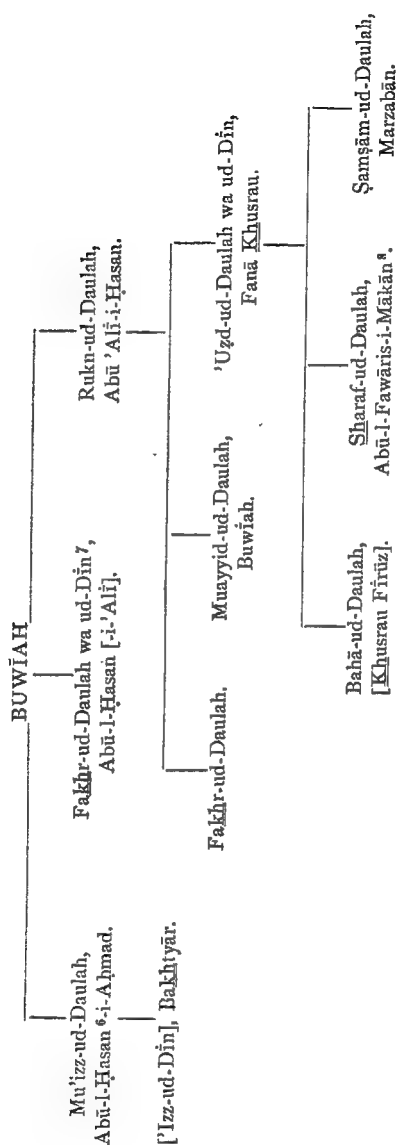 BUWĪAH
Mu'izz-ud-Daulah,
Abū-l-Ḥasan ⁶-i-Aḥmad.
Fakhr-ud-Daulah wa ud-Dīn ⁷,
Abū-l-Ḥasan [-i-'Alī].
Rukn-ud-Daulah,
Abū 'Alī-i-Ḥasan.
['Izz-ud-Dīn], Bakhtyār.
Fakhr-ud-Daulah.
Muayyid-ud-Daulah,
Buwīah.
'Uẓd-ud-Daulah wa ud-Dīn,
Fanā Khusrau.
Bahā-ud-Daulah,
[Khusrau Fīrūz].
Sharaf-ud-Daulah,
Abū-l-Fawāris-i-Mākān ⁸.
Ṣamṣām-ud-Daulah,
Marzabān.